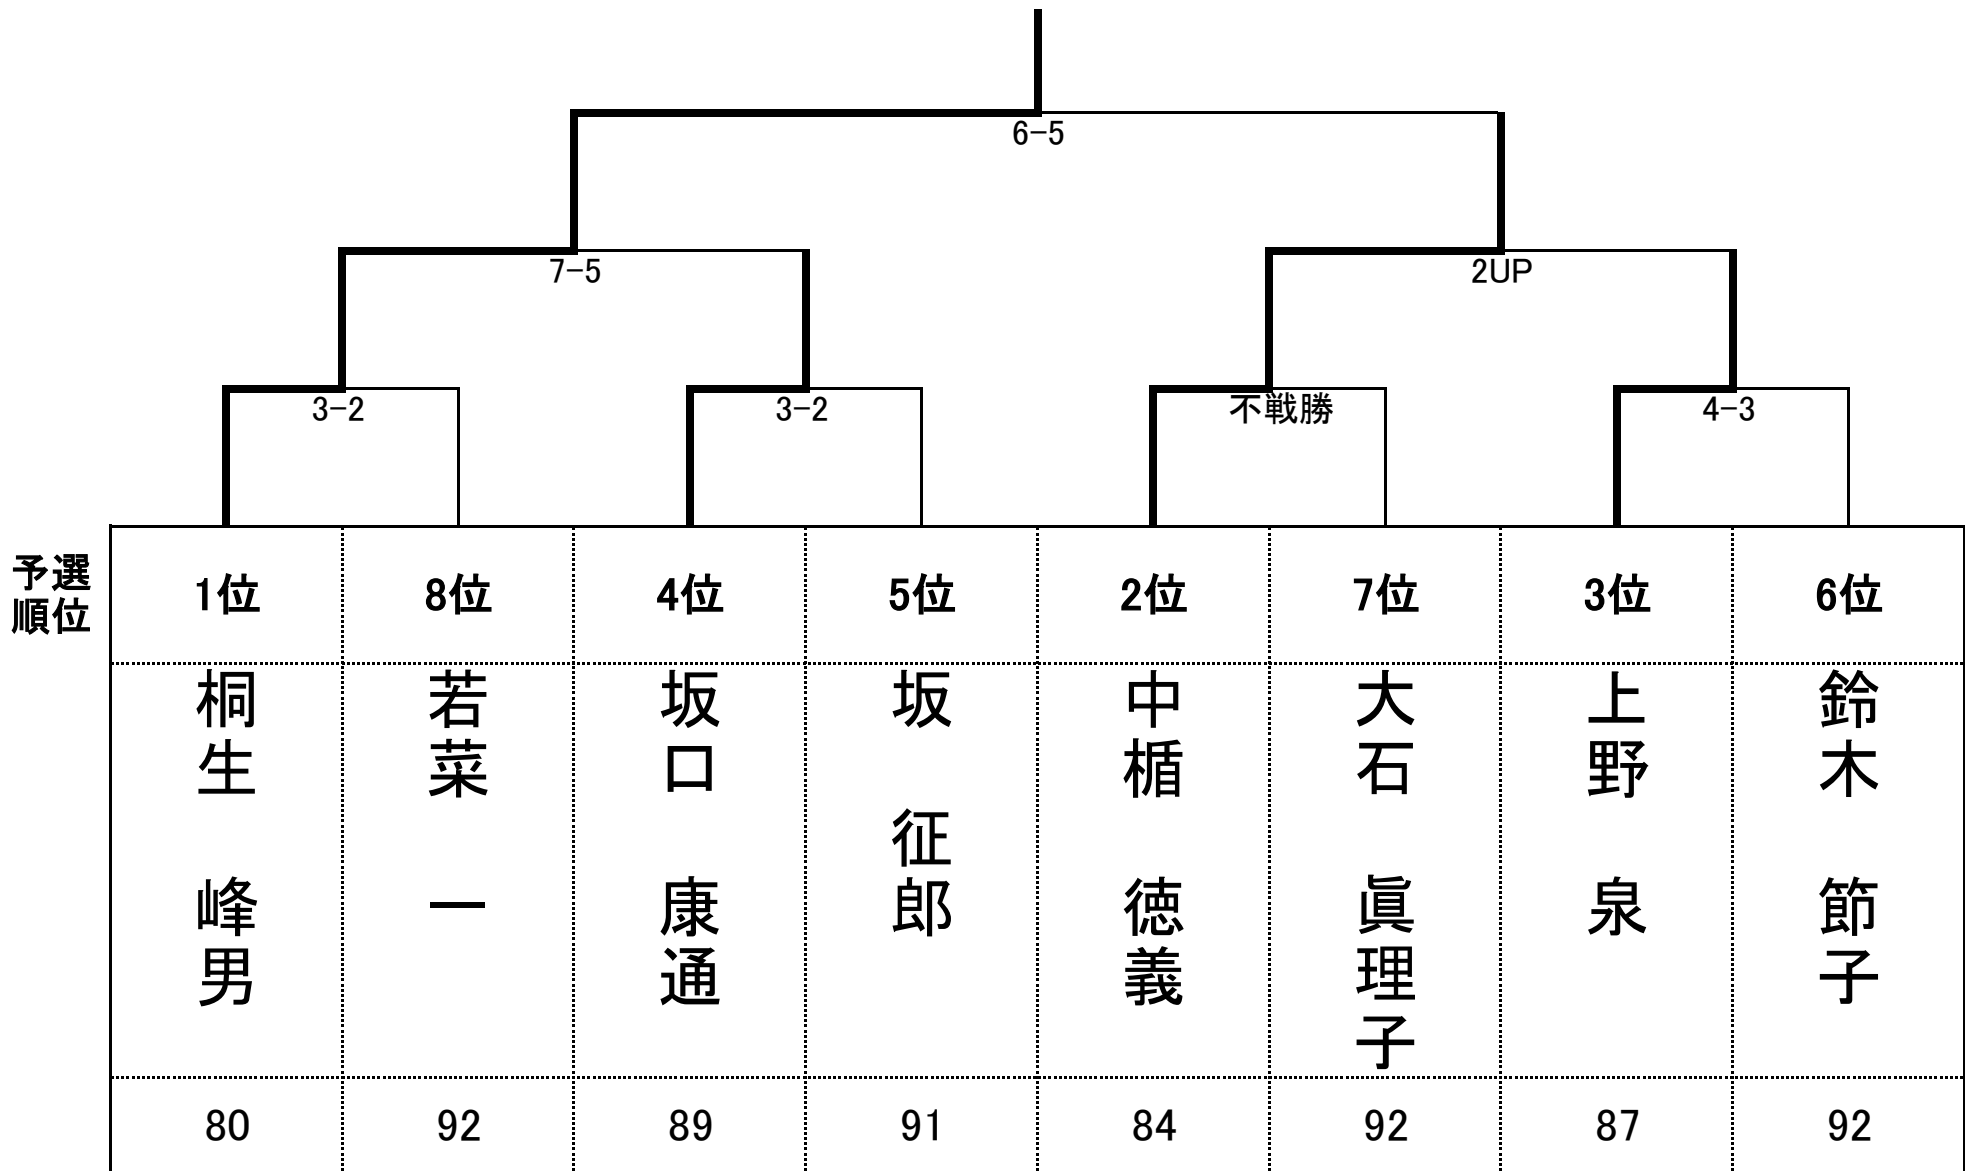 6-5
7-5
2UP
3-2
3-2
不戦勝
4-3
予選
順位
1位
8位
4位
5位
2位
7位
3位
6位
桐生 峰男
若菜 一
坂口 康通
坂 征郎
中楯 徳義
大石 眞理子
上野 泉
鈴木 節子
80
92
89
91
84
92
87
92